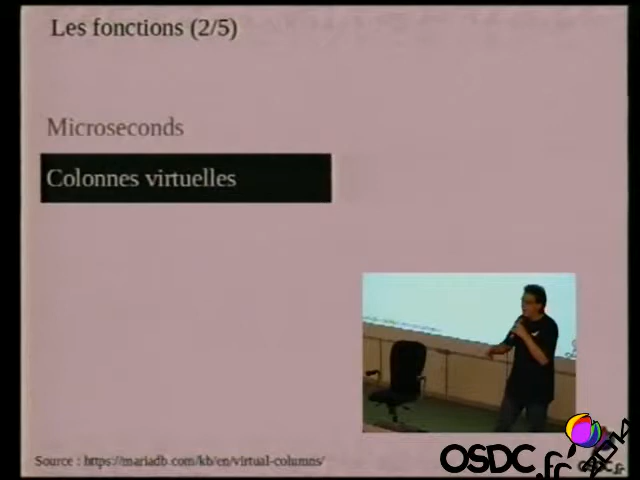 Les fonctions (2/5)
Microseconds
Colonnes virtuelles
Source : https://mariadb.com/kb/en/virtual-columns/
OSDC.fr